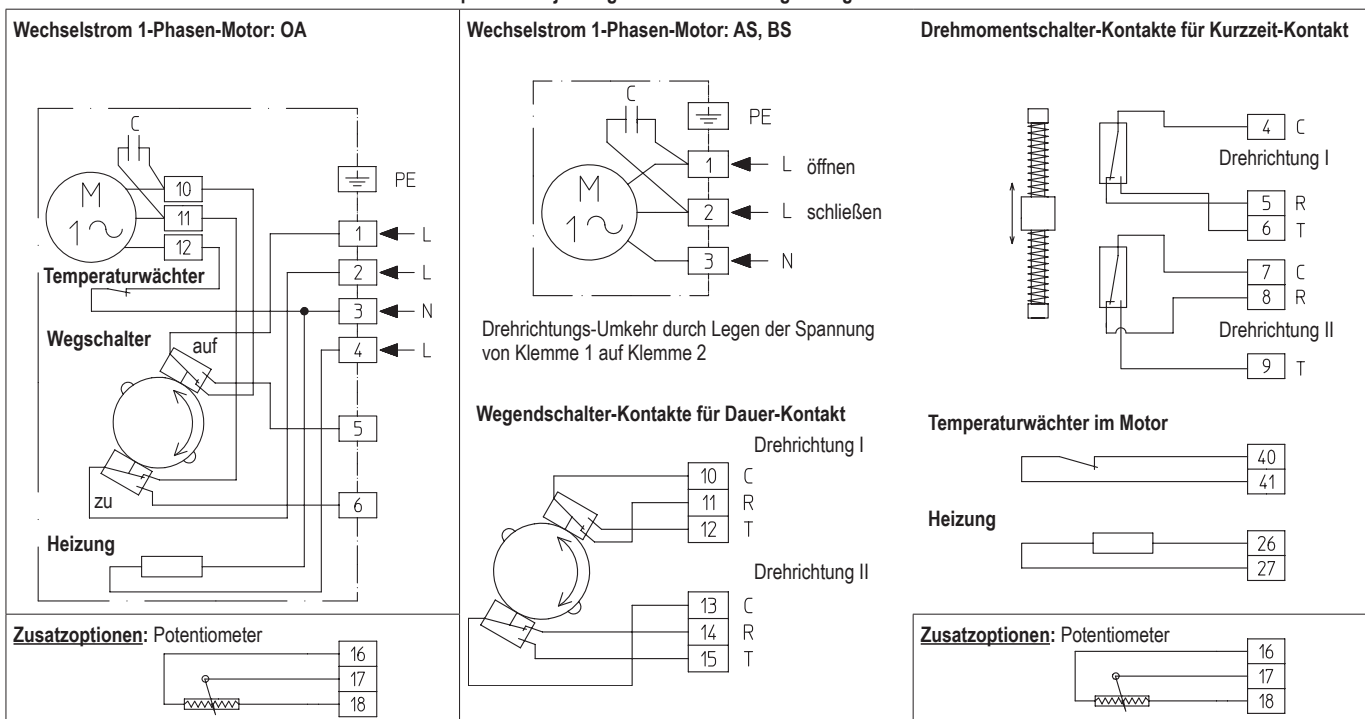 Wechselstrom 1-Phasen-Motor: OA
C
M
1
10
11
12
PE
1 L
2 L
3 N
4 L
5
6
Temperaturwächter
Wegschalter
auf
zu
Heizung
Zusatzoptionen: Potentiometer
16
17
18
Wechselstrom 1-Phasen-Motor: AS, BS
C
M
1
PE
1 L öffnen
2 L schließen
3 N
Drehrichtungs-Umkehr durch Legen der Spannung
von Klemme 1 auf Klemme 2
Wegendschalter-Kontakte für Dauer-Kontakt
Drehrichtung I
10 C
11 R
12 T
Drehrichtung II
13 C
14 R
15 T
Drehmomentschalter-Kontakte für Kurzzeit-Kontakt
4 C
Drehrichtung I
5 R
6 T
7 C
8 R
Drehrichtung II
9 T
Temperaturwächter im Motor
40
41
Heizung
26
27
Zusatzoptionen: Potentiometer
16
17
18